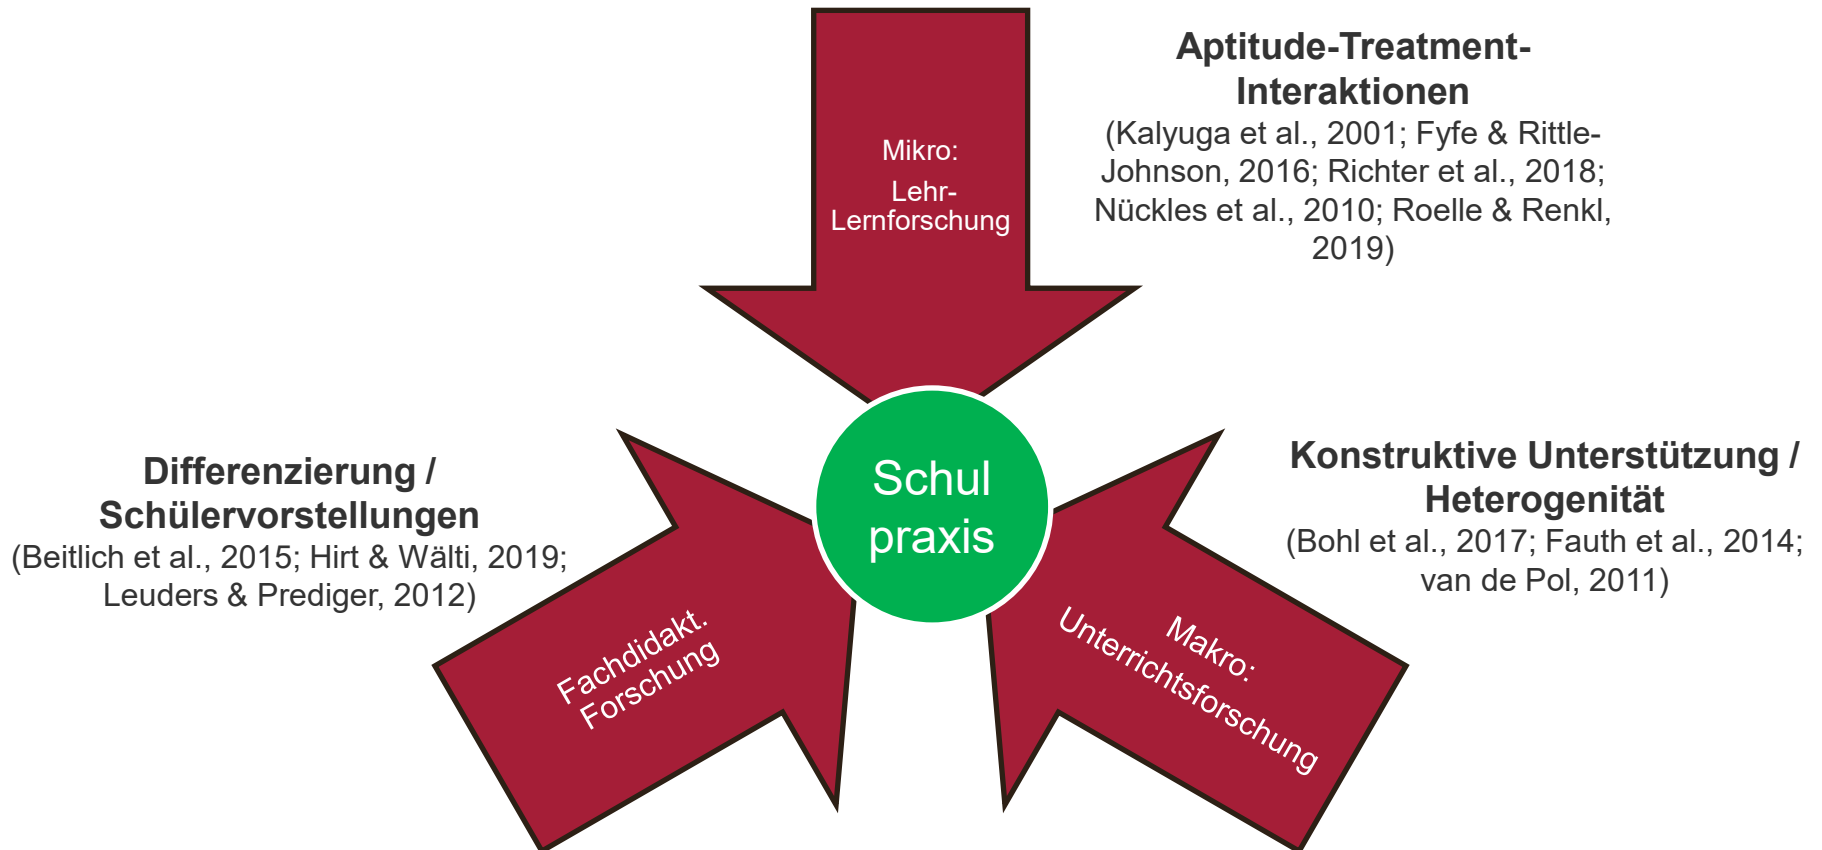 Mikro:
Lehr-
Lernforschung
Aptitude-Treatment-
Interaktionen
(Kalyuga et al., 2001; Fyfe & Rittle-
Johnson, 2016; Richter et al., 2018;
Nückles et al., 2010; Roelle & Renkl,
2019)
Schul
praxis
Differenzierung /
Schülervorstellungen
(Beitlich et al., 2015; Hirt & Wälti, 2019;
Leuders & Prediger, 2012)
Fachdidakt.
Forschung
Konstruktive Unterstützung /
Heterogenität
(Bohl et al., 2017; Fauth et al., 2014;
van de Pol, 2011)
Makro:
Unterrichtsforschung